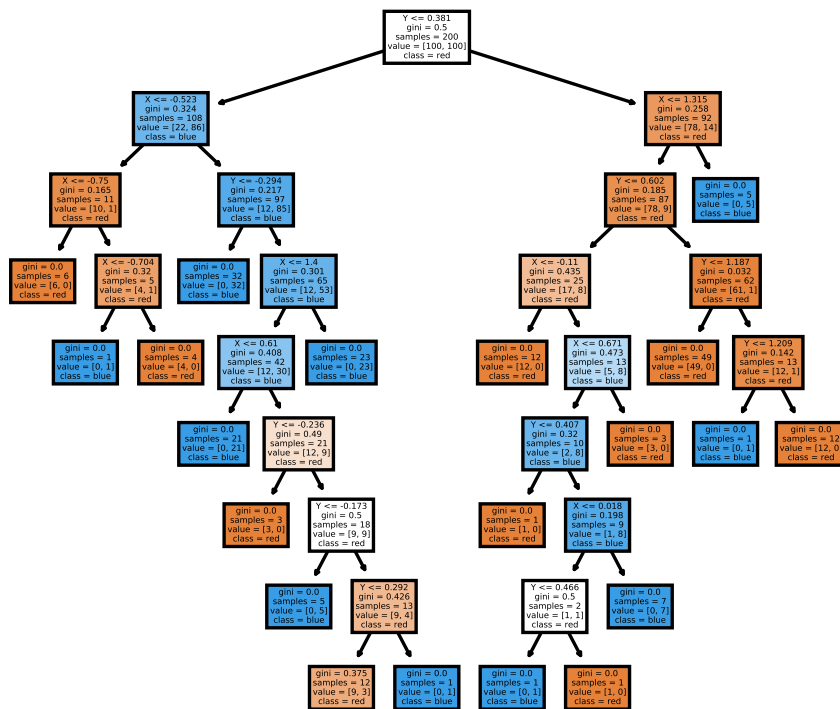 Y <= 0.381
gini = 0.5
samples = 200
value = [100, 100]
class = red
X <= -0.523
gini = 0.324
samples = 108
value = [22, 86]
class = blue
X <= 1.315
gini = 0.258
samples = 92
value = [78, 14]
class = red
X <= -0.75
gini = 0.165
samples = 11
value = [10, 1]
class = red
Y <= -0.294
gini = 0.217
samples = 97
value = [12, 85]
class = blue
Y <= 0.602
gini = 0.185
samples = 87
value = [78, 9]
class = red
gini = 0.0
samples = 5
value = [0, 5]
class = blue
gini = 0.0
samples = 6
value = [6, 0]
class = red
X <= -0.704
gini = 0.32
samples = 5
value = [4, 1]
class = red
gini = 0.0
samples = 32
value = [0, 32]
class = blue
X <= 1.4
gini = 0.301
samples = 65
value = [12, 53]
class = blue
X <= -0.11
gini = 0.435
samples = 25
value = [17, 8]
class = red
Y <= 1.187
gini = 0.032
samples = 62
value = [61, 1]
class = red
gini = 0.0
samples = 1
value = [0, 1]
class = blue
gini = 0.0
samples = 4
value = [4, 0]
class = red
X <= 0.61
gini = 0.408
samples = 42
value = [12, 30]
class = blue
gini = 0.0
samples = 23
value = [0, 23]
class = blue
gini = 0.0
samples = 12
value = [12, 0]
class = red
X <= 0.671
gini = 0.473
samples = 13
value = [5, 8]
class = blue
gini = 0.0
samples = 49
value = [49, 0]
class = red
Y <= 1.209
gini = 0.142
samples = 13
value = [12, 1]
class = red
gini = 0.0
samples = 21
value = [0, 21]
class = blue
Y <= -0.236
gini = 0.49
samples = 21
value = [12, 9]
class = red
Y <= 0.407
gini = 0.32
samples = 10
value = [2, 8]
class = blue
gini = 0.0
samples = 3
value = [3, 0]
class = red
gini = 0.0
samples = 1
value = [0, 1]
class = blue
gini = 0.0
samples = 12
value = [12, 0]
class = red
gini = 0.0
samples = 3
value = [3, 0]
class = red
Y <= -0.173
gini = 0.5
samples = 18
value = [9, 9]
class = red
gini = 0.0
samples = 1
value = [1, 0]
class = red
X <= 0.018
gini = 0.198
samples = 9
value = [1, 8]
class = blue
gini = 0.0
samples = 5
value = [0, 5]
class = blue
Y <= 0.292
gini = 0.426
samples = 13
value = [9, 4]
class = red
Y <= 0.466
gini = 0.5
samples = 2
value = [1, 1]
class = red
gini = 0.0
samples = 7
value = [0, 7]
class = blue
gini = 0.375
samples = 12
value = [9, 3]
class = red
gini = 0.0
samples = 1
value = [0, 1]
class = blue
gini = 0.0
samples = 1
value = [0, 1]
class = blue
gini = 0.0
samples = 1
value = [1, 0]
class = red